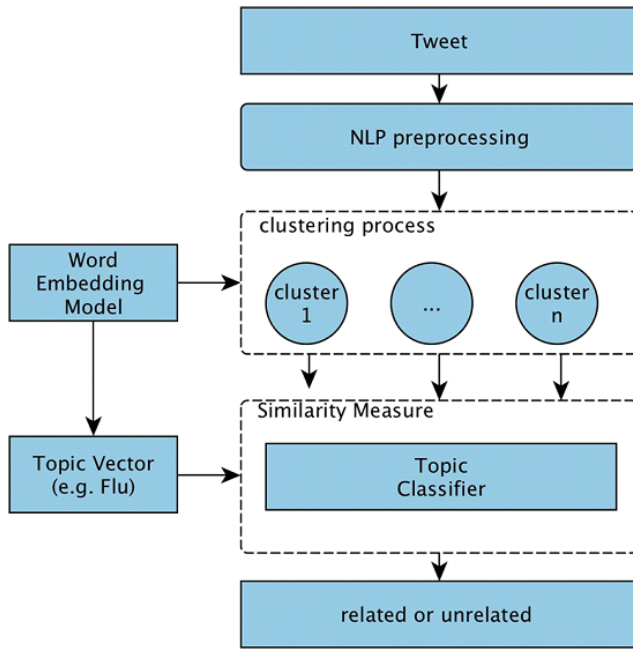 Tweet
NLP preprocessing
clustering process
Word
Embedding
Model
cluster
1
...
cluster
n
Similarity Measure
Topic Vector
(e.g. Flu)
Topic
Classifier
related or unrelated